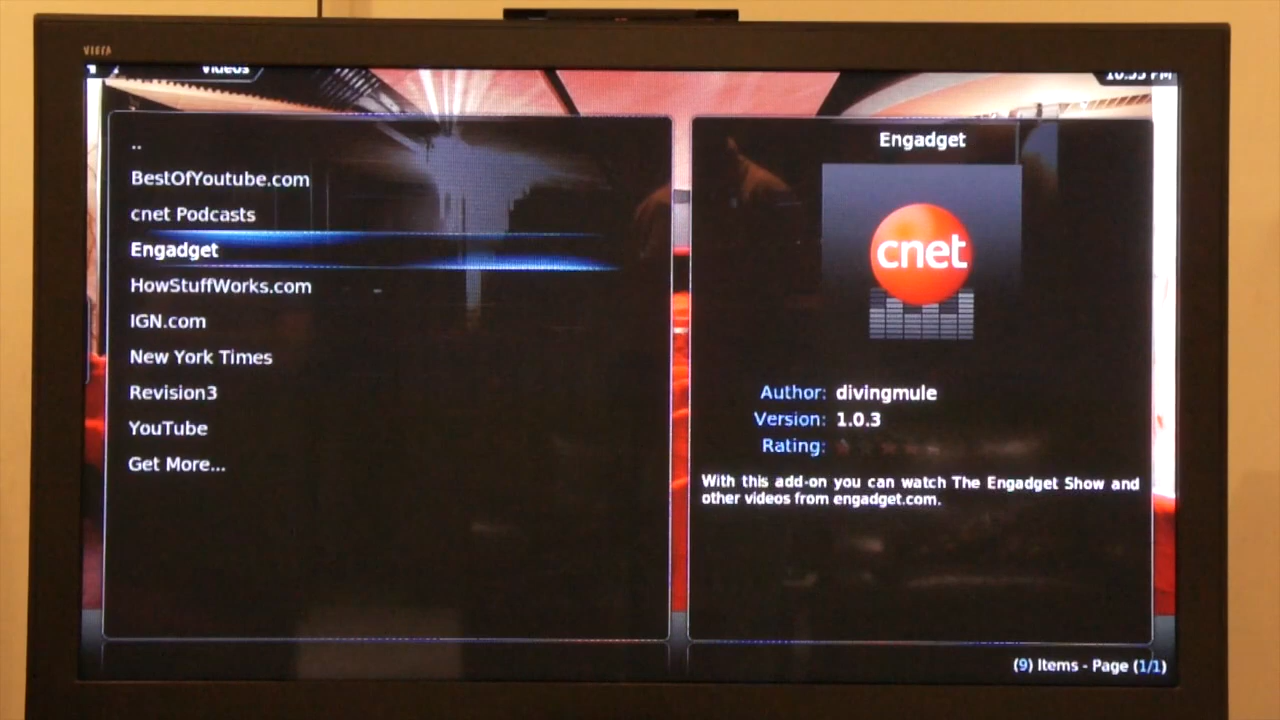 VIERA
Videos
10:53 PM
..
BestOfYoutube.com
cnet Podcasts
Engadget
HowStuffWorks.com
IGN.com
New York Times
Revision3
YouTube
Get More...
Engadget
cnet
Author: divingmule
Version: 1.0.3
Rating:
With this add-on you can watch The Engadget Show and
other videos from engadget.com.
(9) Items - Page (1/1)